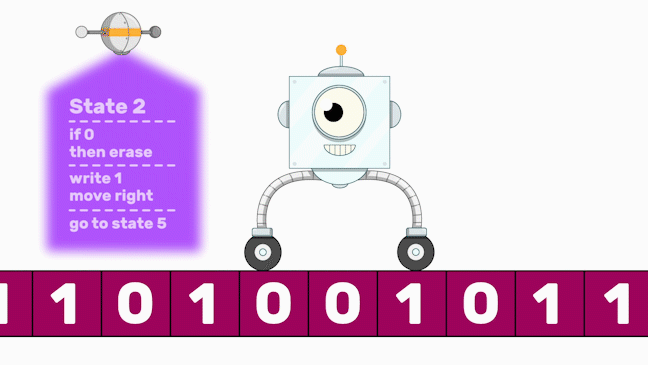 State 2
if 0
then erase
write 1
move right
go to state 5
1 1 0 1 0 0 1 0 1 1